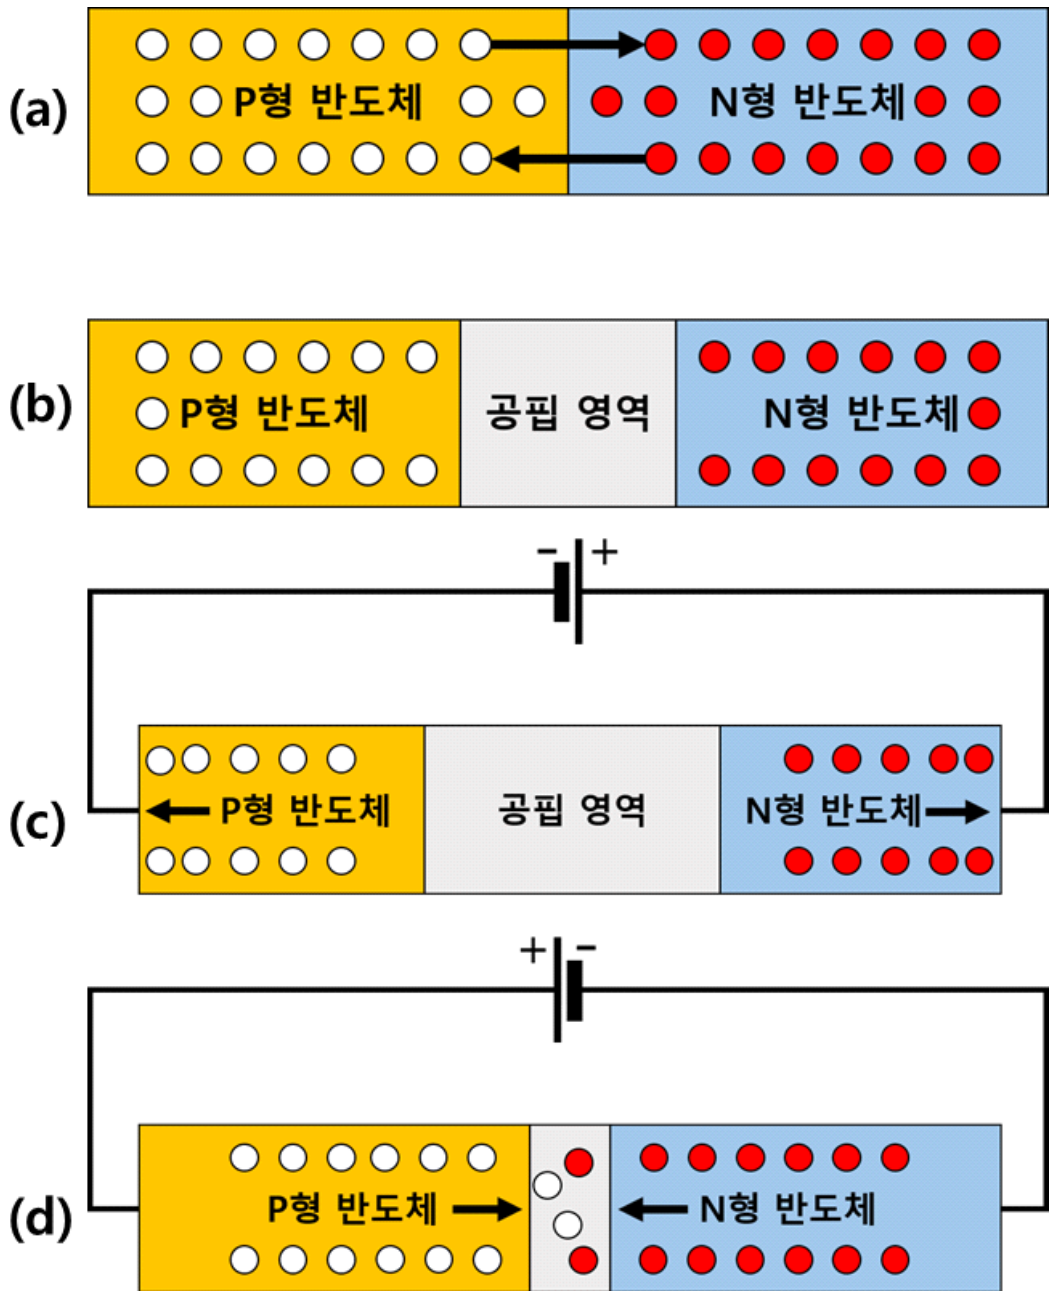 (a) P형 반도체 N형 반도체
(b) P형 반도체 공핍 영역 N형 반도체
- +
(c) P형 반도체 공핍 영역 N형 반도체
+ -
(d) P형 반도체 N형 반도체